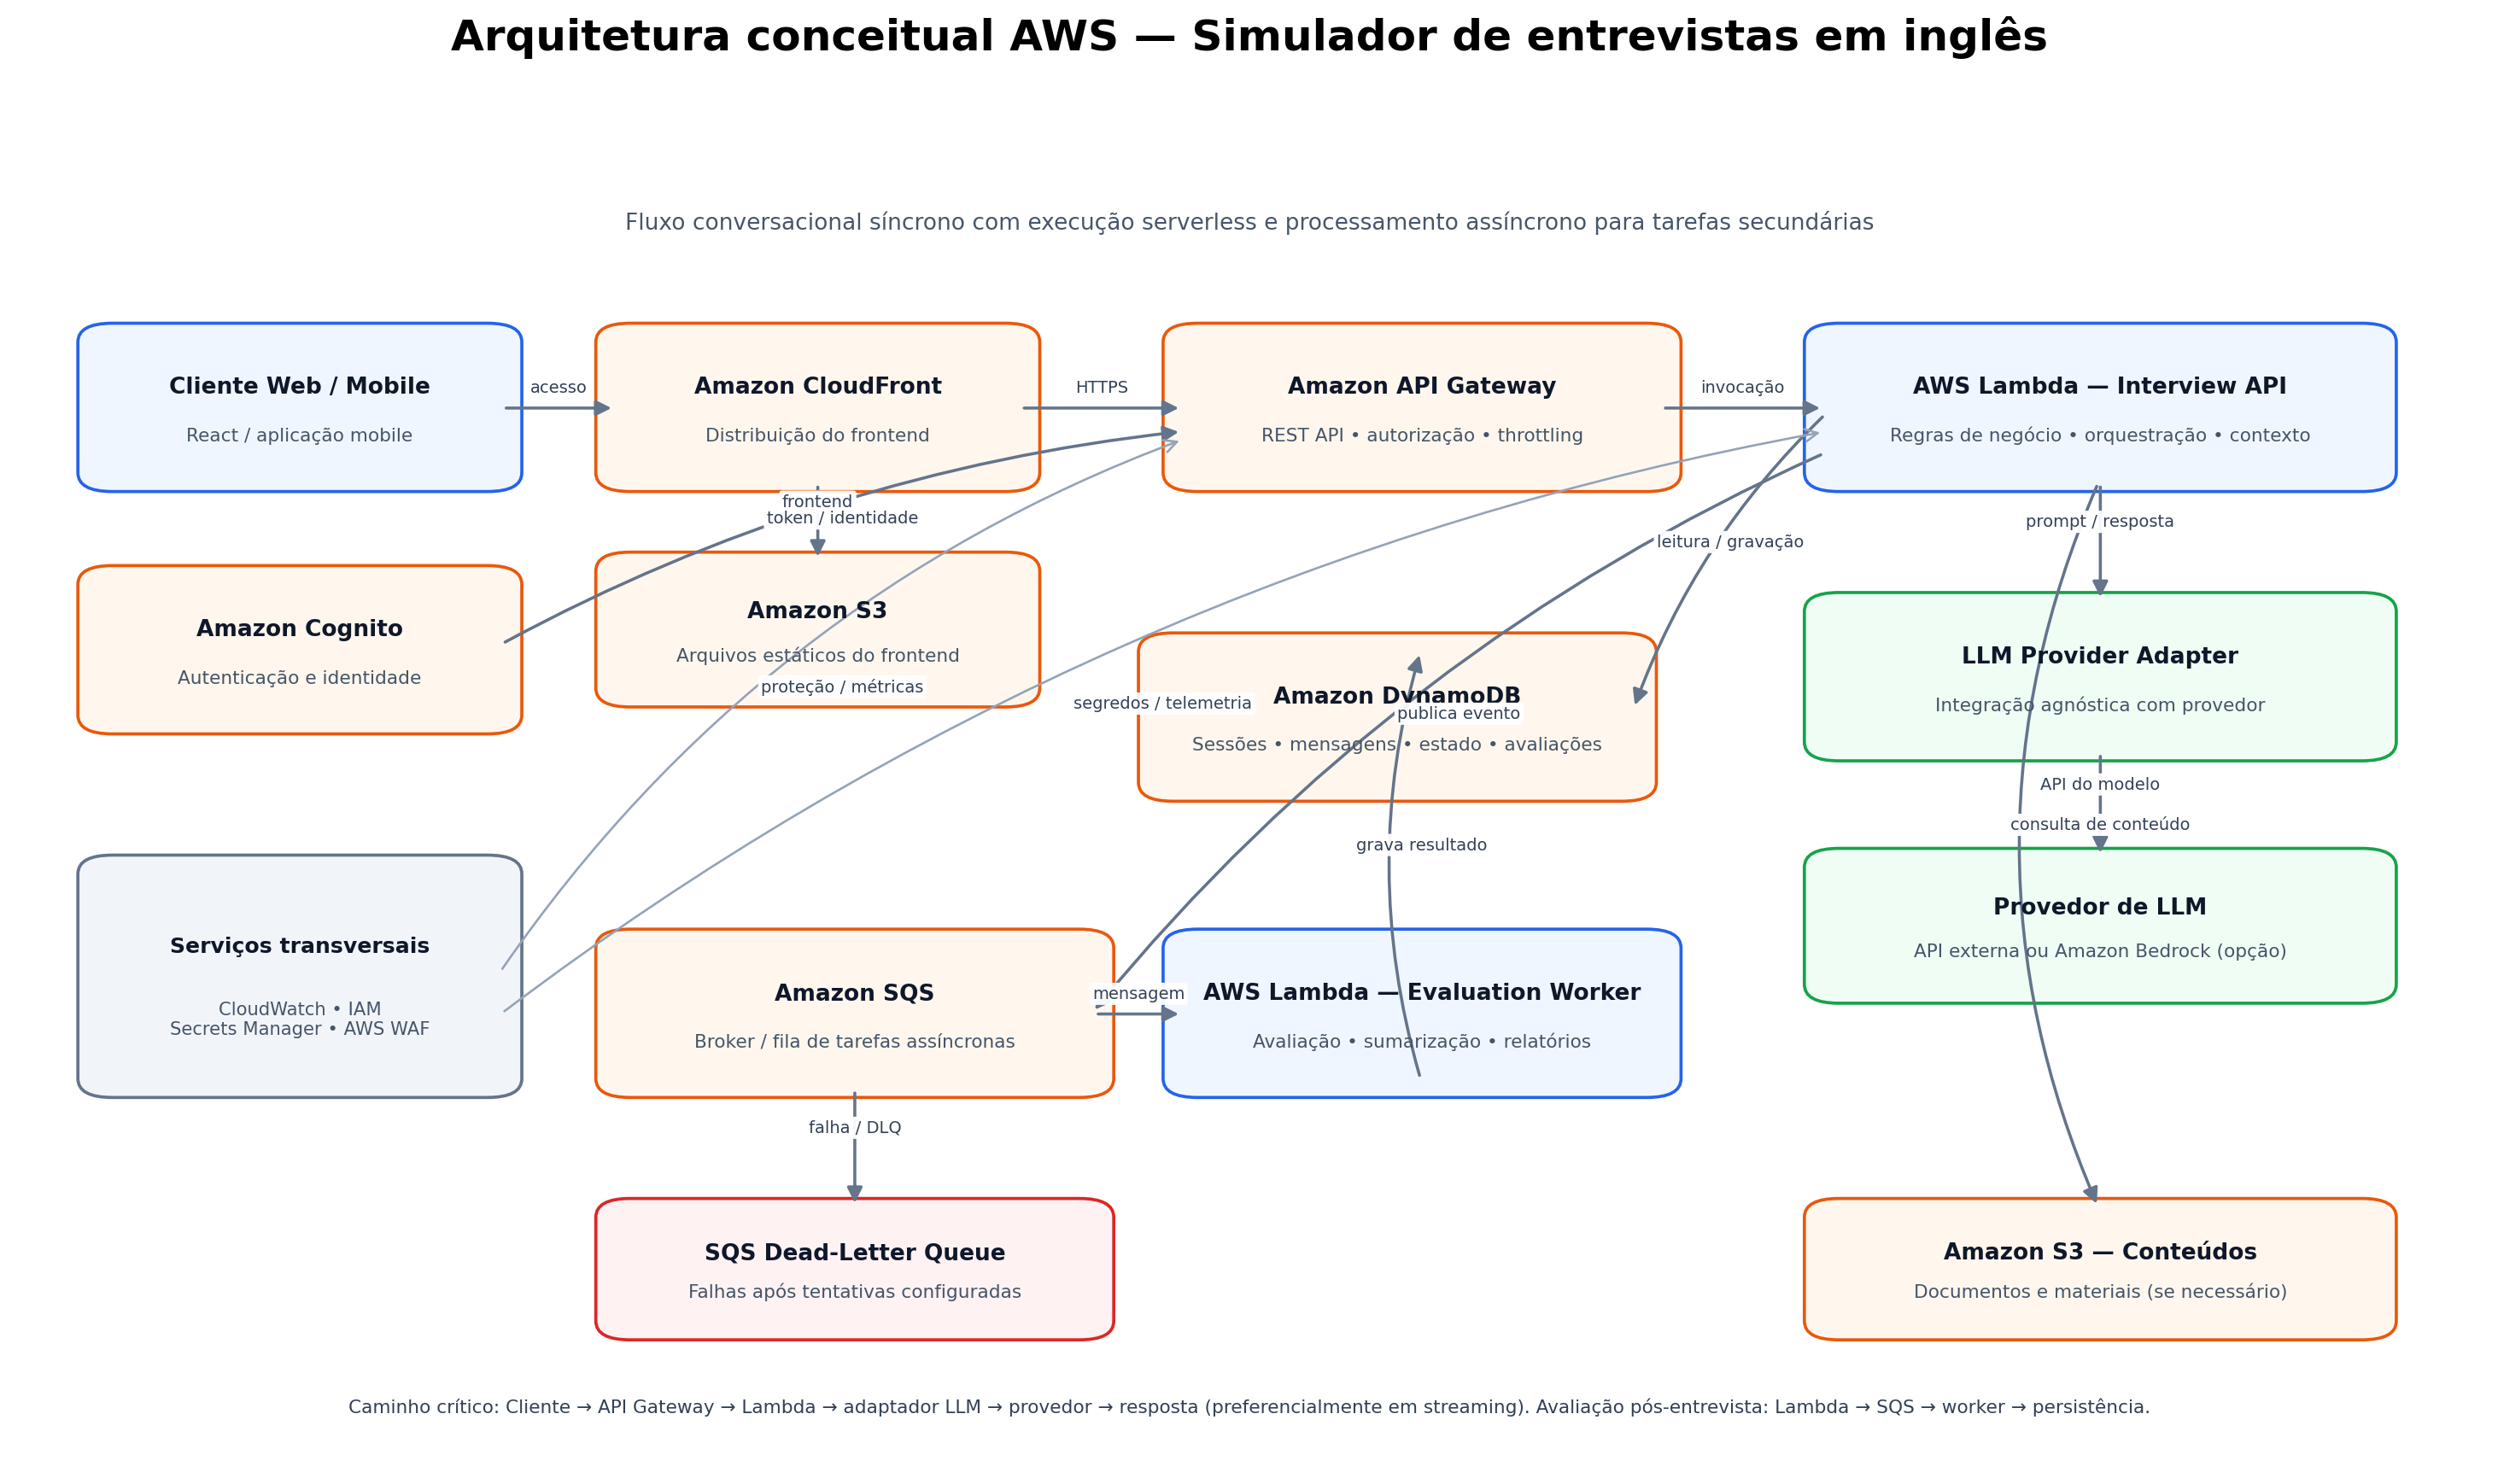 Arquitetura conceitual AWS — Simulador de entrevistas em inglês
Fluxo conversacional síncrono com execução serverless e processamento assíncrono para tarefas secundárias
Cliente Web / Mobile
React / aplicação mobile
acesso
Amazon CloudFront
Distribuição do frontend
HTTPS
Amazon API Gateway
REST API • autorização • throttling
invocação
AWS Lambda — Interview API
Regras de negócio • orquestração • contexto
frontend
token / identidade
leitura / gravação
prompt / resposta
Amazon Cognito
Autenticação e identidade
Amazon S3
Arquivos estáticos do frontend
proteção / métricas
segredos / telemetria
Amazon DynamoDB
publica evento
Sessões • mensagens • estado • avaliações
LLM Provider Adapter
Integração agnóstica com provedor
API do modelo
consulta de conteúdo
grava resultado
Serviços transversais
CloudWatch • IAM
Secrets Manager • AWS WAF
Amazon SQS
Broker / fila de tarefas assíncronas
mensagem
AWS Lambda — Evaluation Worker
Avaliação • sumarização • relatórios
Provedor de LLM
API externa ou Amazon Bedrock (opção)
falha / DLQ
SQS Dead-Letter Queue
Falhas após tentativas configuradas
Amazon S3 — Conteúdos
Documentos e materiais (se necessário)
Caminho crítico: Cliente → API Gateway → Lambda → adaptador LLM → provedor → resposta (preferencialmente em streaming). Avaliação pós-entrevista: Lambda → SQS → worker → persistência.